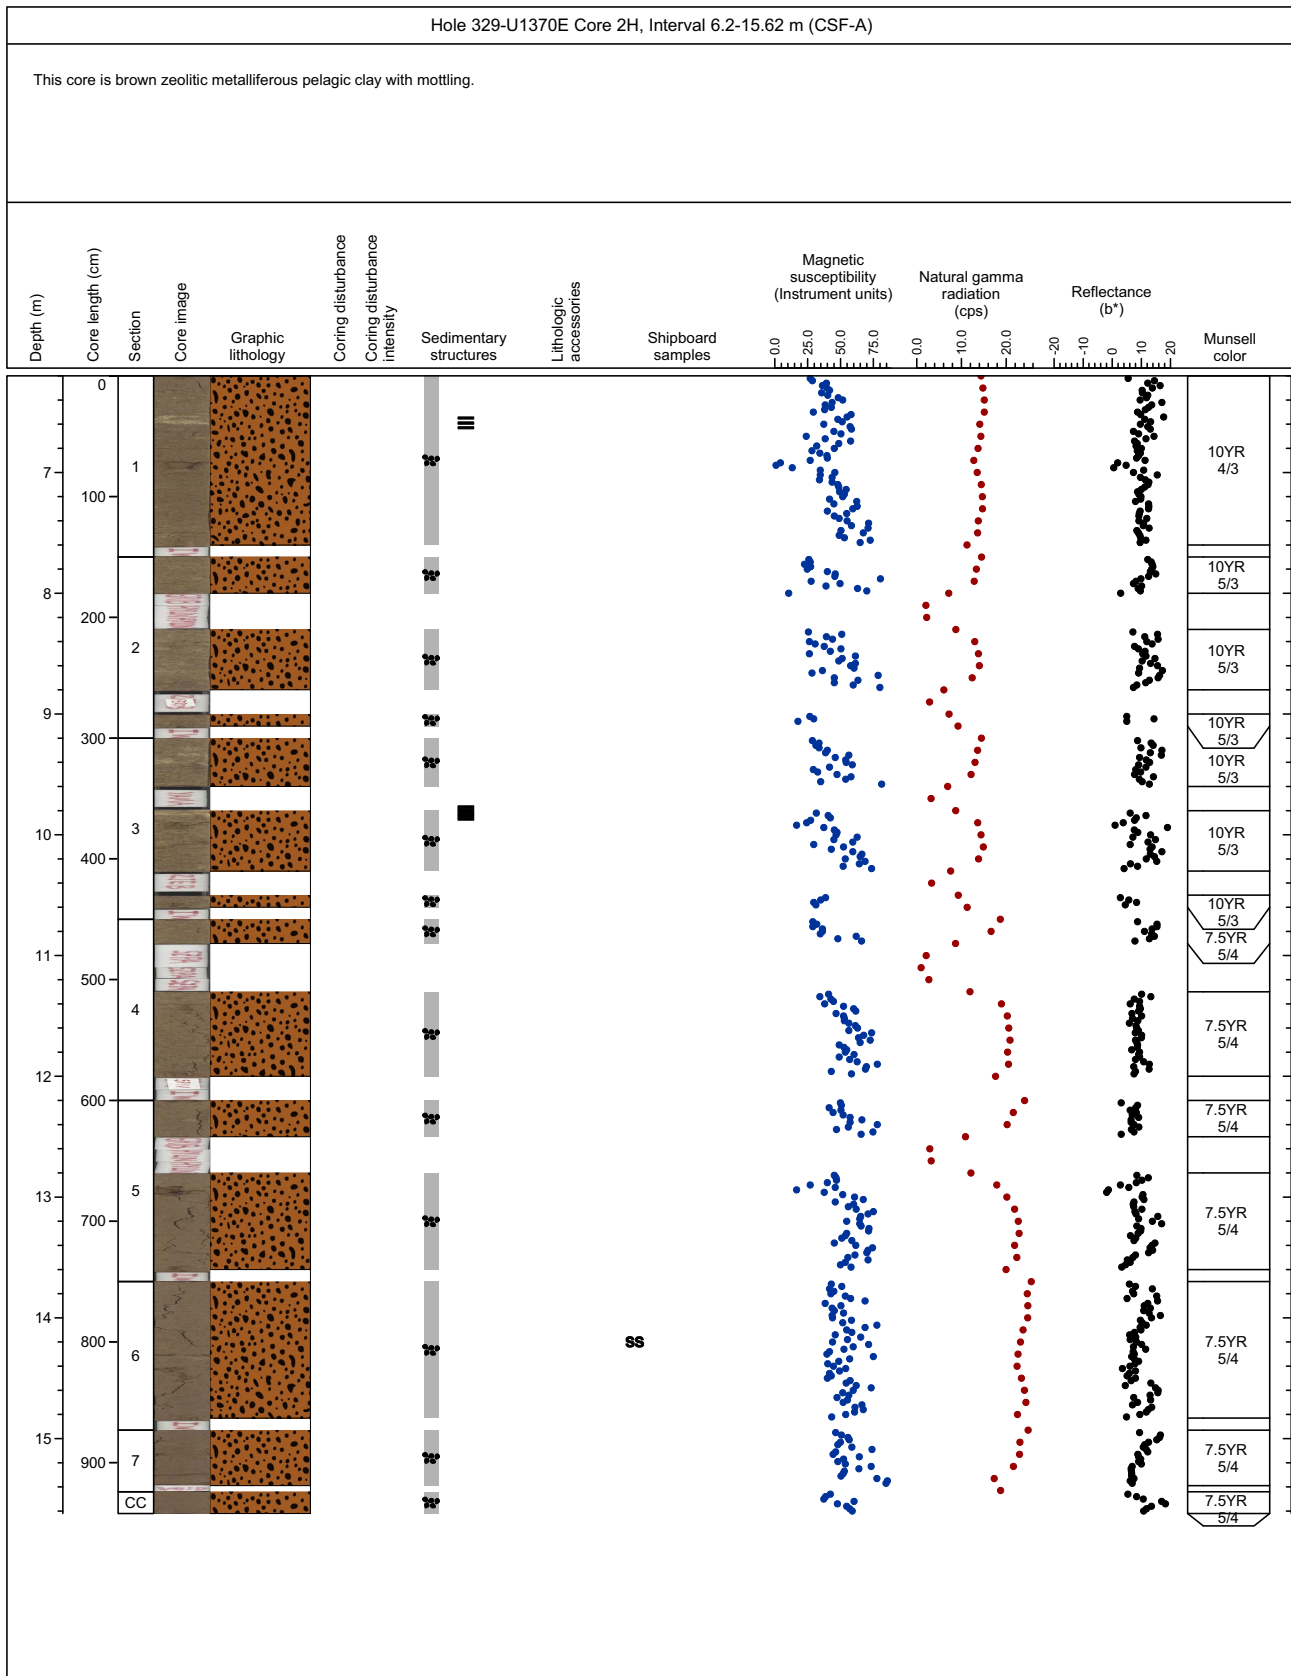 Hole 329-U1370E Core 2H, Interval 6.2-15.62 m (CSF-A)
This core is brown zeolitic metalliferous pelagic clay with mottling.
Depth (m)
Core length (cm)
Section
Core image
Graphic
lithology
Coring disturbance
Coring disturbance
intensity
Sedimentary
structures
Lithologic
accessories
Shipboard
samples
Magnetic
susceptibility
(Instrument units)
Natural gamma
radiation
(cps)
Reflectance
(b*)
Munsell
color
0.0 25.0 50.0 75.0
0.0 10.0 20.0
-20 -10 0 10 20
0
1
10YR
4/3
7
100
10YR
5/3
8
200
2
10YR
5/3
9
300
10YR
5/3
10YR
5/3
3
10
10YR
5/3
400
10YR
5/3
7.5YR
5/4
11
500
4
7.5YR
5/4
12
600
7.5YR
5/4
13
5
7.5YR
5/4
700
14
800
6
SS
7.5YR
5/4
15
900
7
7.5YR
5/4
CC
7.5YR
5/4